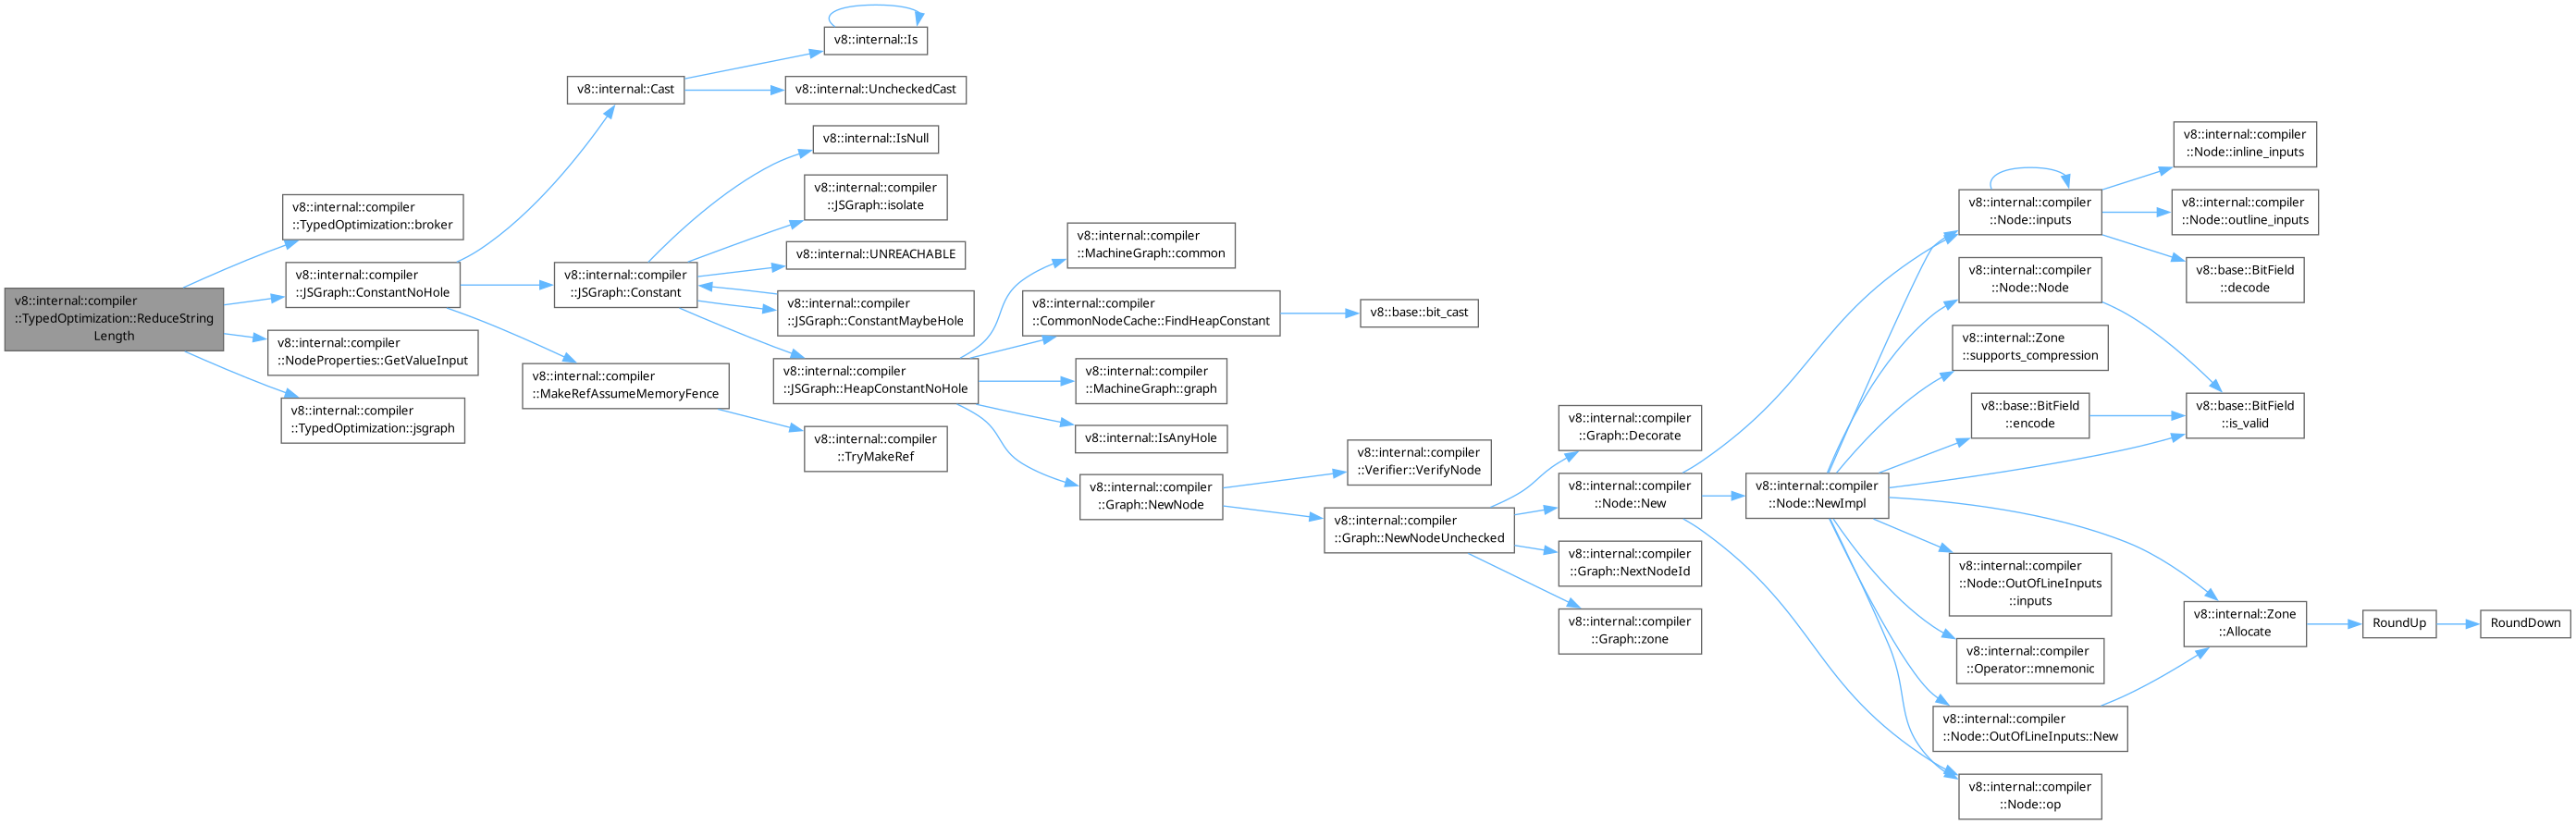 v8::internal::compiler
::TypedOptimization::ReduceString
Length
v8::internal::compiler
::TypedOptimization::broker
v8::internal::compiler
::JSGraph::ConstantNoHole
v8::internal::compiler
::NodeProperties::GetValueInput
v8::internal::compiler
::TypedOptimization::jsgraph
v8::internal::Cast
v8::internal::compiler
::JSGraph::Constant
v8::internal::compiler
::MakeRefAssumeMemoryFence
v8::internal::Is
v8::internal::UncheckedCast
v8::internal::IsNull
v8::internal::compiler
::JSGraph::isolate
v8::internal::UNREACHABLE
v8::internal::compiler
::JSGraph::ConstantMaybeHole
v8::internal::compiler
::JSGraph::HeapConstantNoHole
v8::internal::compiler
::TryMakeRef
v8::internal::compiler
::MachineGraph::common
v8::internal::compiler
::CommonNodeCache::FindHeapConstant
v8::internal::compiler
::MachineGraph::graph
v8::internal::IsAnyHole
v8::internal::compiler
::Graph::NewNode
v8::base::bit_cast
v8::internal::compiler
::Verifier::VerifyNode
v8::internal::compiler
::Graph::NewNodeUnchecked
v8::internal::compiler
::Graph::Decorate
v8::internal::compiler
::Node::New
v8::internal::compiler
::Graph::NextNodeId
v8::internal::compiler
::Graph::zone
v8::internal::compiler
::Node::NewImpl
v8::internal::compiler
::Node::inputs
v8::internal::compiler
::Node::Node
v8::internal::Zone
::supports_compression
v8::base::BitField
::encode
v8::internal::compiler
::Node::OutOfLineInputs
::inputs
v8::internal::compiler
::Operator::mnemonic
v8::internal::compiler
::Node::OutOfLineInputs::New
v8::internal::compiler
::Node::op
v8::internal::compiler
::Node::inline_inputs
v8::internal::compiler
::Node::outline_inputs
v8::base::BitField
::decode
v8::base::BitField
::is_valid
v8::internal::Zone
::Allocate
RoundUp
RoundDown